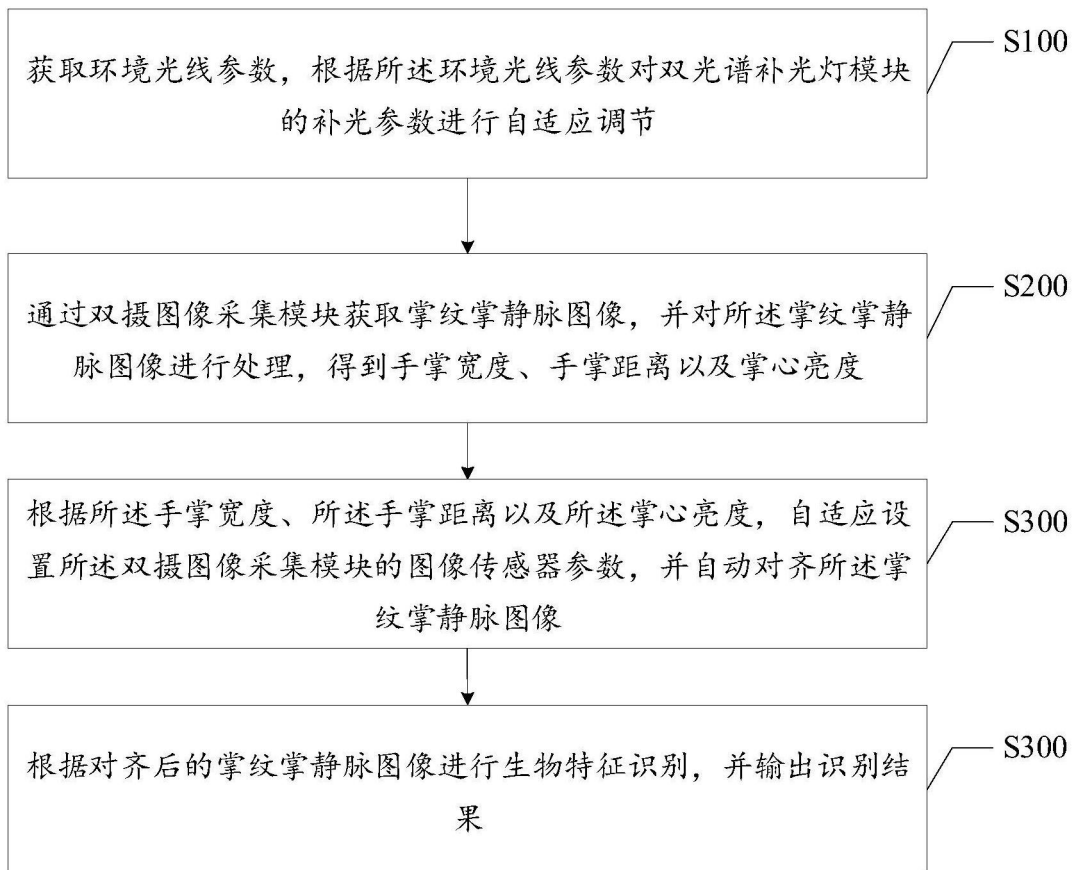 获取环境光线参数，根据所述环境光线参数对双光谱补光灯模块
的补光参数进行自适应调节
S100
通过双摄图像采集模块获取掌纹掌静脉图像，并对所述掌纹掌静
脉图像进行处理，得到手掌宽度、手掌距离以及掌心亮度
S200
根据所述手掌宽度、所述手掌距离以及所述掌心亮度，自适应设
置所述双摄图像采集模块的图像传感器参数，并自动对齐所述掌
纹掌静脉图像
S300
根据对齐后的掌纹掌静脉图像进行生物特征识别，并输出识别结
果
S300